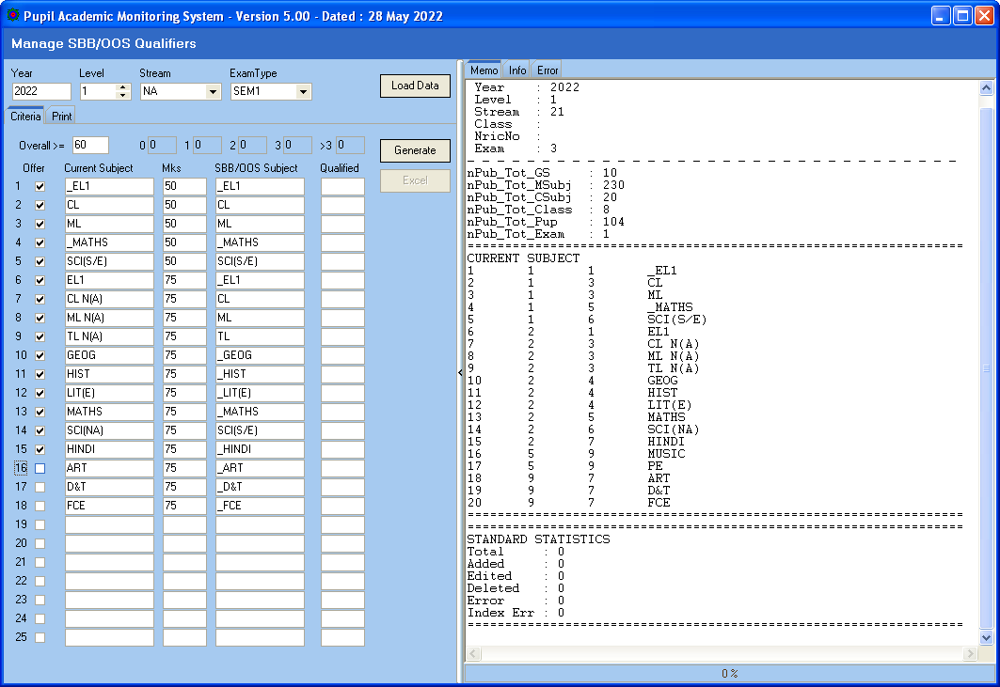 Pupil Academic Monitoring System - Version 5.00 - Dated : 28 May 2022
Manage SBB/OOS Qualifiers
Year Level Stream ExamType
2022 1 NA SEM1 Load Data
Criteria Print
Overall >= 60 0 0 1 0 2 0 3 0 >3 0 Generate
Offer Current Subject Mks SBB/OOS Subject Qualified Excel
1 _EL1 50 _EL1
2 CL 50 CL
3 ML 50 ML
4 _MATHS 50 _MATHS
5 SCI(S/E) 50 SCI(S/E)
6 EL1 75 _EL1
7 CL N(A) 75 CL
8 ML N(A) 75 ML
9 TL N(A) 75 TL
10 GEOG 75 _GEOG
11 HIST 75 _HIST
12 LIT(E) 75 _LIT(E)
13 MATHS 75 _MATHS
14 SCI(NA) 75 SCI(S/E)
15 HINDI 75 _HINDI
16 ART 75 _ART
17 D&T 75 _D&T
18 FCE 75 _FCE
19
20
21
22
23
24
25
Memo Info Error
Year : 2022
Level : 1
Stream : 21
Class :
NricNo :
Exam : 3
- - - - - - - - - - - - - - - - - - - - - - - - - - - - - - - - -
nPub_Tot_GS : 10
nPub_Tot_MSubj : 230
nPub_Tot_CSubj : 20
nPub_Tot_Class : 8
nPub_Tot_Pup : 104
nPub_Tot_Exam : 1
==================================================================
CURRENT SUBJECT
1 1 1 _EL1
2 1 3 CL
3 1 3 ML
4 1 5 _MATHS
5 1 6 SCI(S/E)
6 2 1 EL1
7 2 3 CL N(A)
8 2 3 ML N(A)
9 2 3 TL N(A)
10 2 4 GEOG
11 2 4 HIST
12 2 4 LIT(E)
13 2 5 MATHS
14 2 6 SCI(NA)
15 2 7 HINDI
16 5 9 MUSIC
17 5 9 PE
18 9 7 ART
19 9 7 D&T
20 9 7 FCE
==================================================================
==================================================================
STANDARD STATISTICS
Total : 0
Added : 0
Edited : 0
Deleted : 0
Error : 0
Index Err : 0
==================================================================
0 %